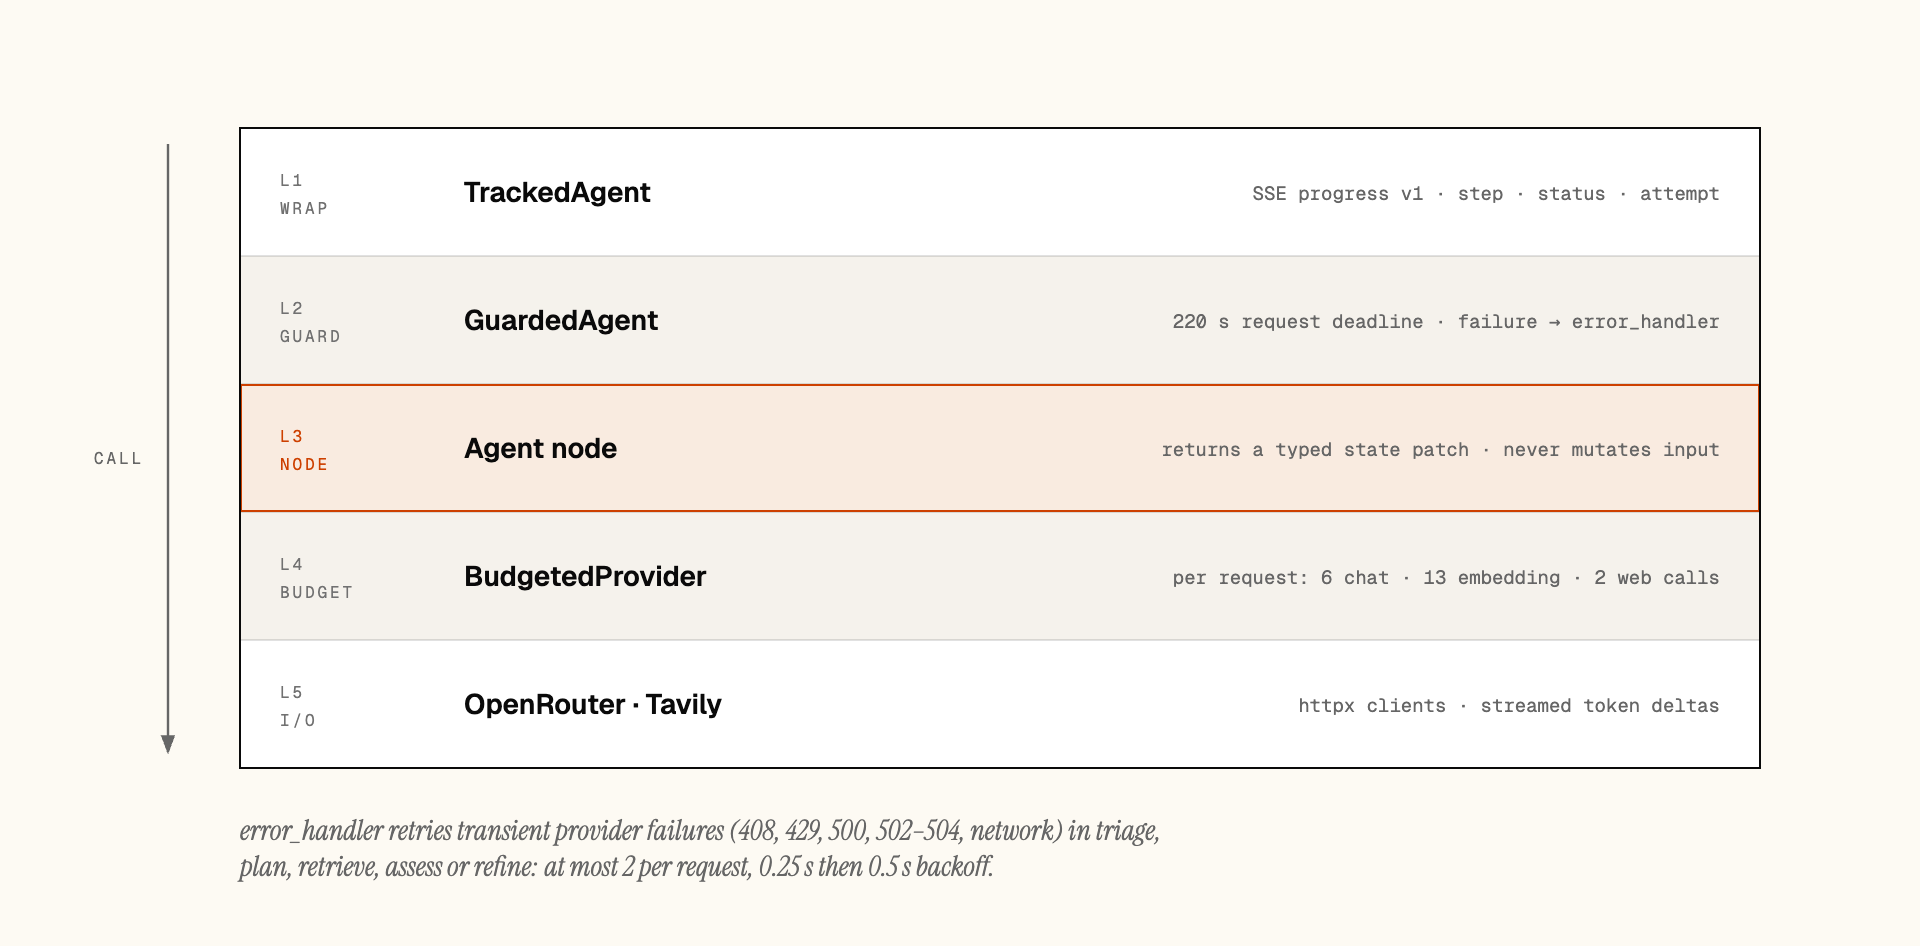 L1
WRAP
TrackedAgent
SSE progress v1 · step · status · attempt
L2
GUARD
GuardedAgent
220 s request deadline · failure → error_handler
CALL
L3
NODE
Agent node
returns a typed state patch · never mutates input
L4
BUDGET
BudgetedProvider
per request: 6 chat · 13 embedding · 2 web calls
L5
I/O
OpenRouter · Tavily
httpx clients · streamed token deltas
error_handler retries transient provider failures (408, 429, 500, 502–504, network) in triage,
plan, retrieve, assess or refine: at most 2 per request, 0.25 s then 0.5 s backoff.